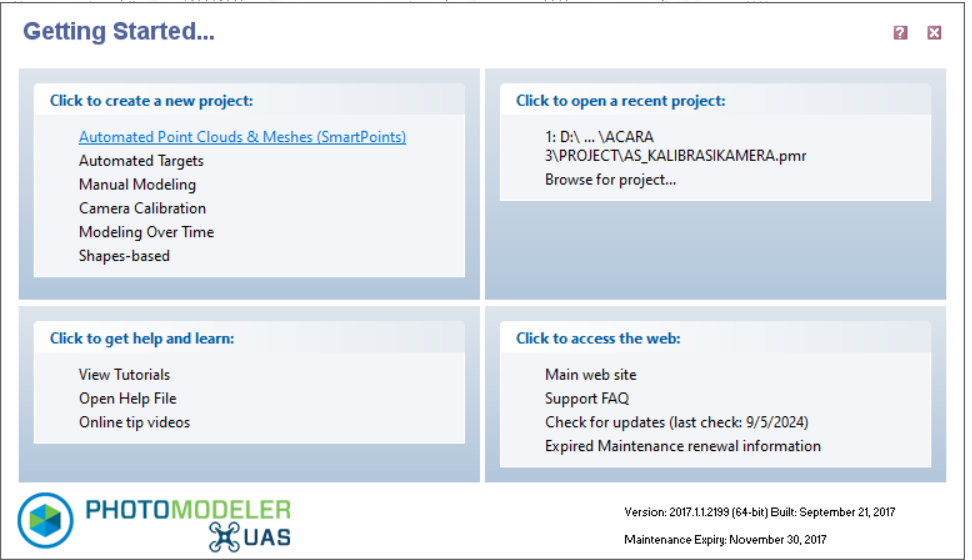 Getting Started...
Click to create a new project:
Automated Point Clouds & Meshes (SmartPoints)
Automated Targets
Manual Modeling
Camera Calibration
Modeling Over Time
Shapes-based
Click to open a recent project:
1: D:\ ... \ACARA
3\PROJECT\AS_KALIBRASIKAMERA.pmr
Browse for project...
Click to get help and learn:
View Tutorials
Open Help File
Online tip videos
Click to access the web:
Main web site
Support FAQ
Check for updates (last check: 9/5/2024)
Expired Maintenance renewal information
PHOTOMODELER
UAS
Version: 2017.1.1.2199 (64-bit) Built: September 21, 2017
Maintenance Expiry: November 30, 2017